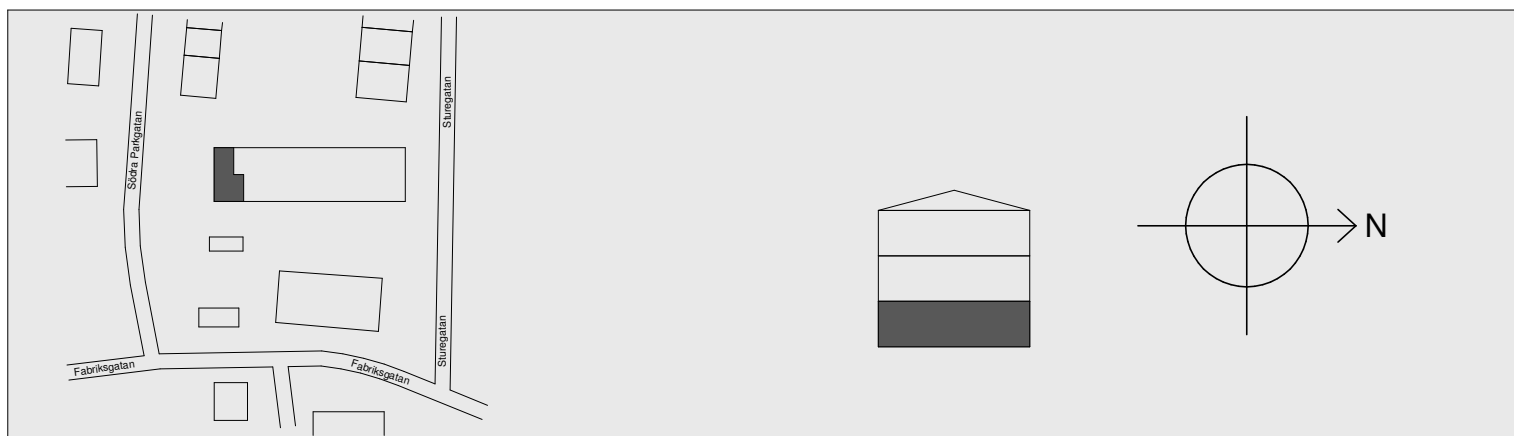 Södra Parkgatan
Sturegatan
Sturegatan
Fabriksgatan
Fabriksgatan
N